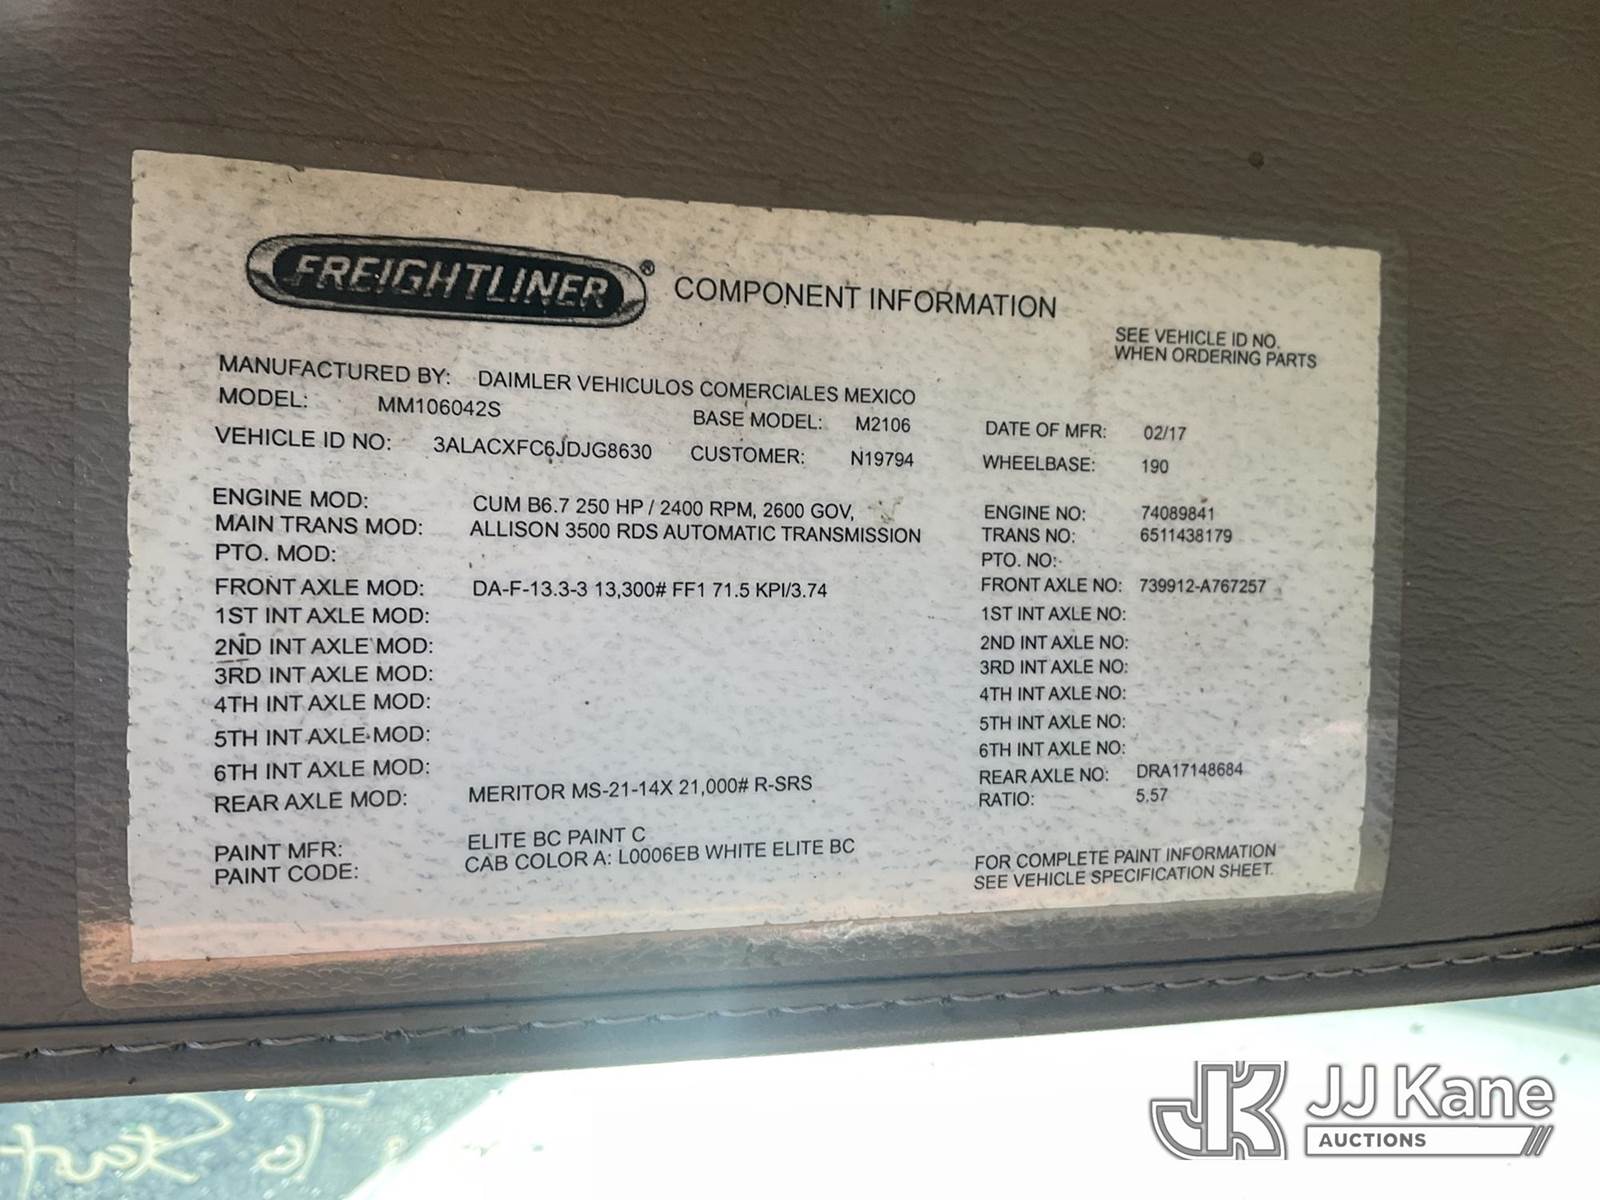 FREIGHTLINER® COMPONENT INFORMATION
SEE VEHICLE ID NO.
WHEN ORDERING PARTS
MANUFACTURED BY: DAIMLER VEHICULOS COMERCIALES MEXICO
MODEL: MM106042S BASE MODEL: M2106 DATE OF MFR: 02/17
VEHICLE ID NO: 3ALACXFC6JDJG8630 CUSTOMER: N19794 WHEELBASE: 190
ENGINE MOD: CUM B6.7 250 HP / 2400 RPM, 2600 GOV, ENGINE NO: 74089841
MAIN TRANS MOD: ALLISON 3500 RDS AUTOMATIC TRANSMISSION TRANS NO: 6511438179
PTO. MOD: PTO. NO:
FRONT AXLE MOD: DA-F-13.3-3 13,300# FF1 71.5 KPI/3.74 FRONT AXLE NO: 739912-A767257
1ST INT AXLE MOD: 1ST INT AXLE NO:
2ND INT AXLE MOD: 2ND INT AXLE NO:
3RD INT AXLE MOD: 3RD INT AXLE NO:
4TH INT AXLE MOD: 4TH INT AXLE NO:
5TH INT AXLE MOD: 5TH INT AXLE NO:
6TH INT AXLE MOD: 6TH INT AXLE NO:
REAR AXLE MOD: MERITOR MS-21-14X 21,000# R-SRS REAR AXLE NO: DRA17148684
RATIO: 5.57
PAINT MFR: ELITE BC PAINT C
PAINT CODE: CAB COLOR A: L0006EB WHITE ELITE BC
FOR COMPLETE PAINT INFORMATION
SEE VEHICLE SPECIFICATION SHEET.
JJ Kane
AUCTIONS